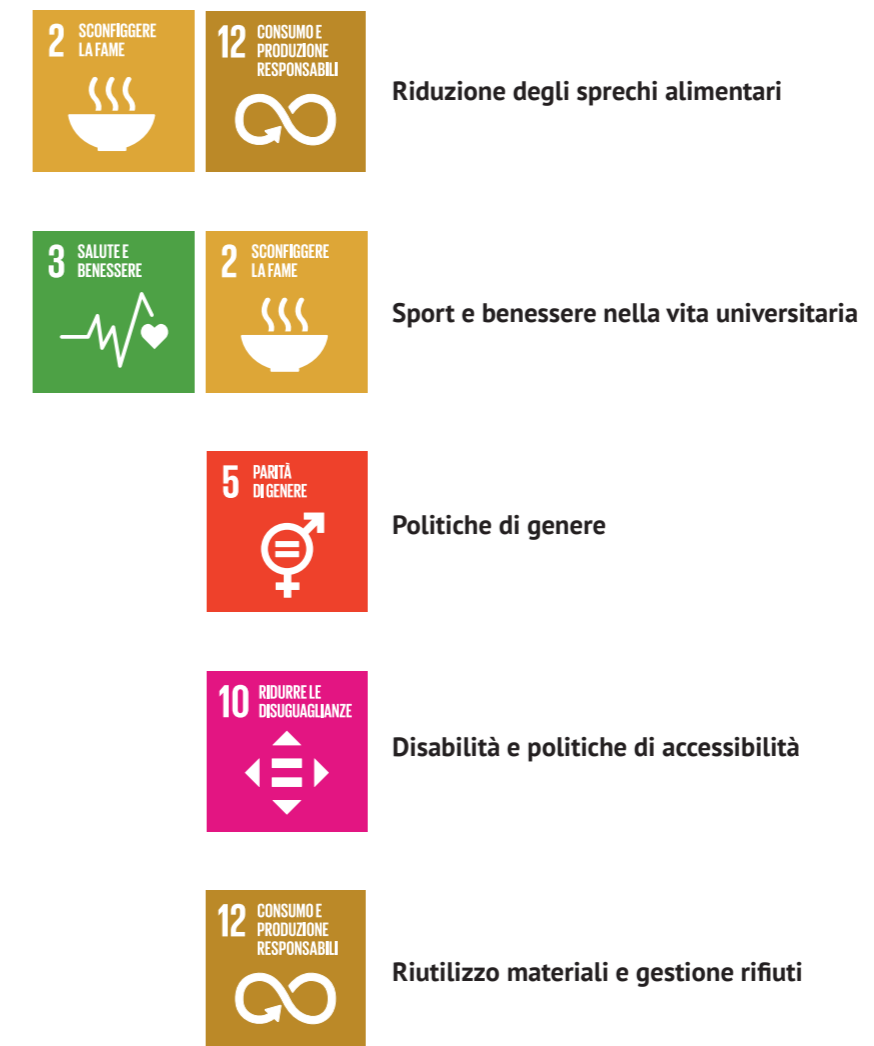 2 SCONFIGGERE
LA FAME
12 CONSUMO E
PRODUZIONE
RESPONSABILI
Riduzione degli sprechi alimentari
3 SALUTE E
BENESSERE
2 SCONFIGGERE
LA FAME
Sport e benessere nella vita universitaria
5 PARITÀ
DI GENERE
Politiche di genere
10 RIDURRE LE
DISUGUAGLIANZE
Disabilità e politiche di accessibilità
12 CONSUMO E
PRODUZIONE
RESPONSABILI
Riutilizzo materiali e gestione rifiuti